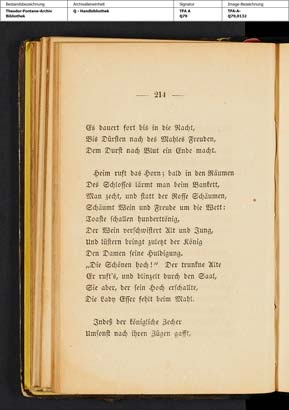 Bestandsbezeichnung Archivalieneinheit Signatur Image-Bezeichnung
Theodor-Fontane-Archiv Q - Handbibliothek TFA A TFA-A-
Bibliothek Q79 Q79,0132
— 214 —
Es dauert fort bis in die Nacht,
Bis Dürsten nach des Mahles Freuden,
Dem Durst nach Blut ein Ende macht.
Heim ruft das Horn; bald in den Räumen
Des Schlosses lärmt man beim Bankett,
Man zecht, und statt der Rosse Schäumen,
Schäumt Wein und Freude um die Wett:
Toaste schallen hunderttönig,
Der Wein verschwistert Alt und Jung,
Und lüstern bringt zuletzt der König
Den Damen seine Huldigung.
„Die Schönen hoch!“ Der trunkne Alte
Er ruft's, und blinzelt durch den Saal,
Sie aber, der sein Hoch erschallte,
Die Lady Esser fehlt beim Mahl.
Indeß der königliche Zecher
Umsonst nach ihren Zügen gafft,